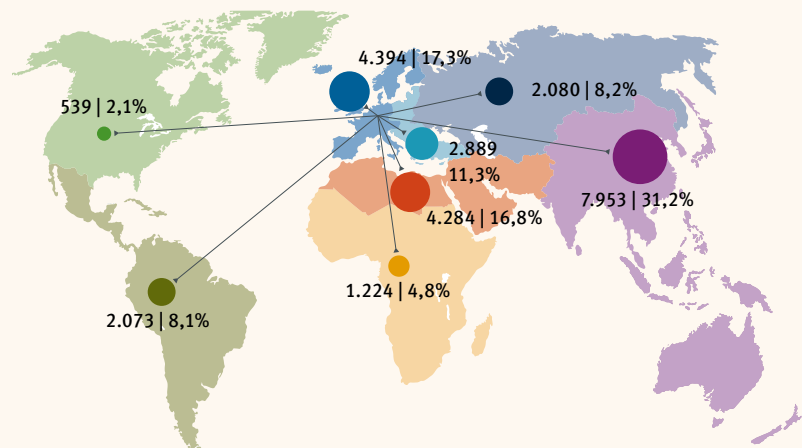 4.394 | 17,3%
2.080 | 8,2%
539 | 2,1%
2.889
11,3%
7.953 | 31,2%
4.284 | 16,8%
1.224 | 4,8%
2.073 | 8,1%